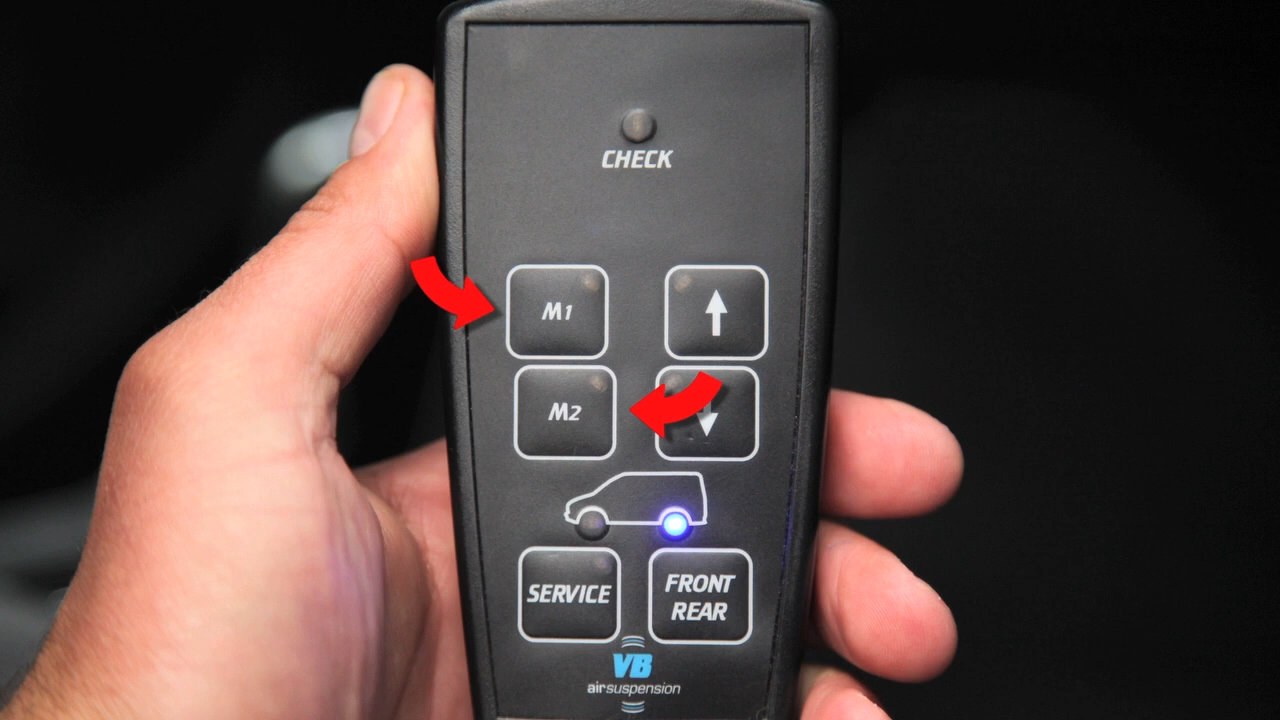 CHECK
M1
M2
SERVICE
FRONT
REAR
VB
airsuspension